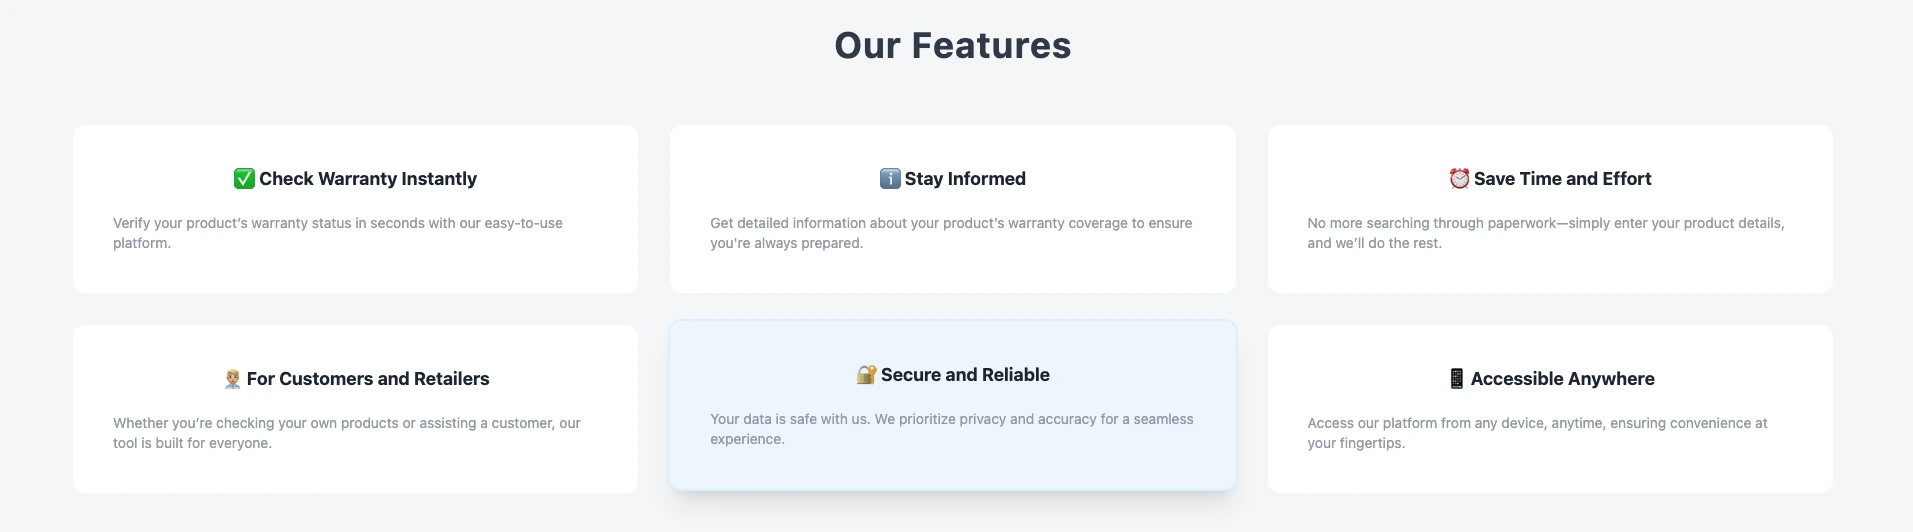 Our Features
✅ Check Warranty Instantly
Verify your product’s warranty status in seconds with our easy-to-use
platform.
ℹ️ Stay Informed
Get detailed information about your product’s warranty coverage to ensure
you're always prepared.
⏰ Save Time and Effort
No more searching through paperwork—simply enter your product details,
and we’ll do the rest.
👨🏼‍💼 For Customers and Retailers
Whether you’re checking your own products or assisting a customer, our
tool is built for everyone.
🔐 Secure and Reliable
Your data is safe with us. We prioritize privacy and accuracy for a seamless
experience.
📱 Accessible Anywhere
Access our platform from any device, anytime, ensuring convenience at
your fingertips.